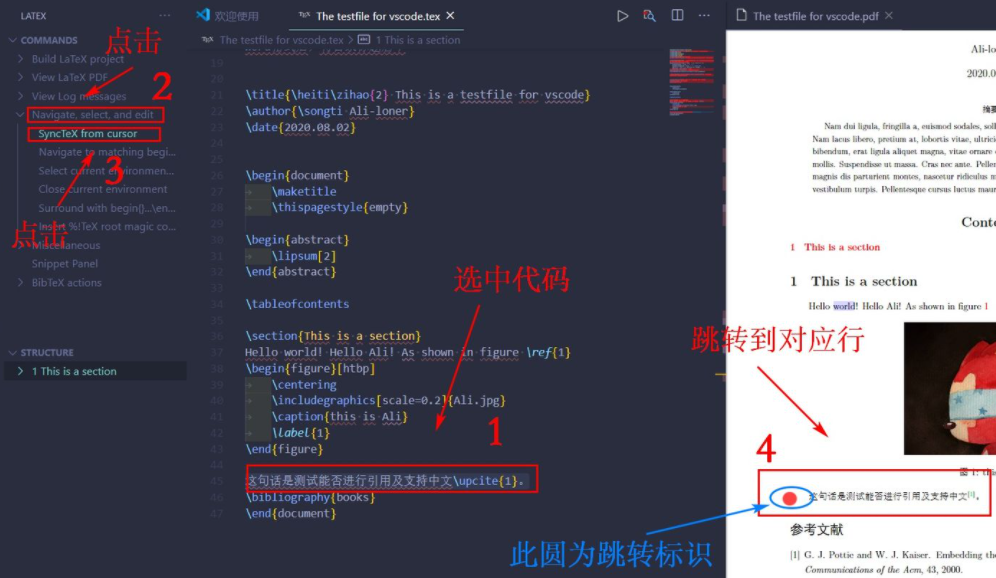 LATEX
COMMANDS
Build LaTeX project
View LaTeX PDF
View Log messages
Navigate, select, and edit
SyncTeX from cursor
Navigate to matching begi...
Select current environmen...
Close current environment
Surround with begin{}...\en...
Insert %!TeX root magic co...
Miscellaneous
Snippet Panel
BibTeX actions
STRUCTURE
1 This is a section
点击
2
3
点击
欢迎使用
TEX The testfile for vscode.tex
TEX The testfile for vscode.tex > 1 This is a section
19
20
21 \title{\heiti\zihao{2} This is a testfile for vscode}
22 \author{\songti Ali-loner}
23 \date{2020.08.02}
24
25
26 \begin{document}
27 \maketitle
28 \thispagestyle{empty}
29
30 \begin{abstract}
31 \lipsum[2]
32 \end{abstract}
33
34 \tableofcontents
35
36 \section{This is a section}
37 Hello world! Hello Ali! As shown in figure \ref{1}
38 \begin{figure}[htbp]
39 \centering
40 \includegraphics[scale=0.2]{Ali.jpg}
41 \caption{this is Ali}
42 \label{1}
43 \end{figure}
44
45 这句话是测试能否进行引用及支持中文\upcite{1}。
46 \bibliography{books}
47 \end{document}
选中代码
1
The testfile for vscode.pdf
Ali-lo
2020.0
摘要
Nam dui ligula, fringilla a, euismod sodales, soll
Nam lacus libero, pretium at, lobortis vitae, ultricie
bibendum, erat ligula aliquet magna, vitae ornare o
mollis. Suspendisse ut massa. Cras nec ante. Pellen
magnis dis parturient montes, nascetur ridiculus m
vestibulum turpis. Pellentesque cursus luctus mauri
Conte
1 This is a section
1 This is a section
Hello world! Hello Ali! As shown in figure 1
跳转到对应行
4
图 1: this
这句话是测试能否进行引用及支持中文[1]。
此圆为跳转标识
参考文献
[1] G. J. Pottie and W. J. Kaiser. Embedding the
Communications of the Acm, 43, 2000.